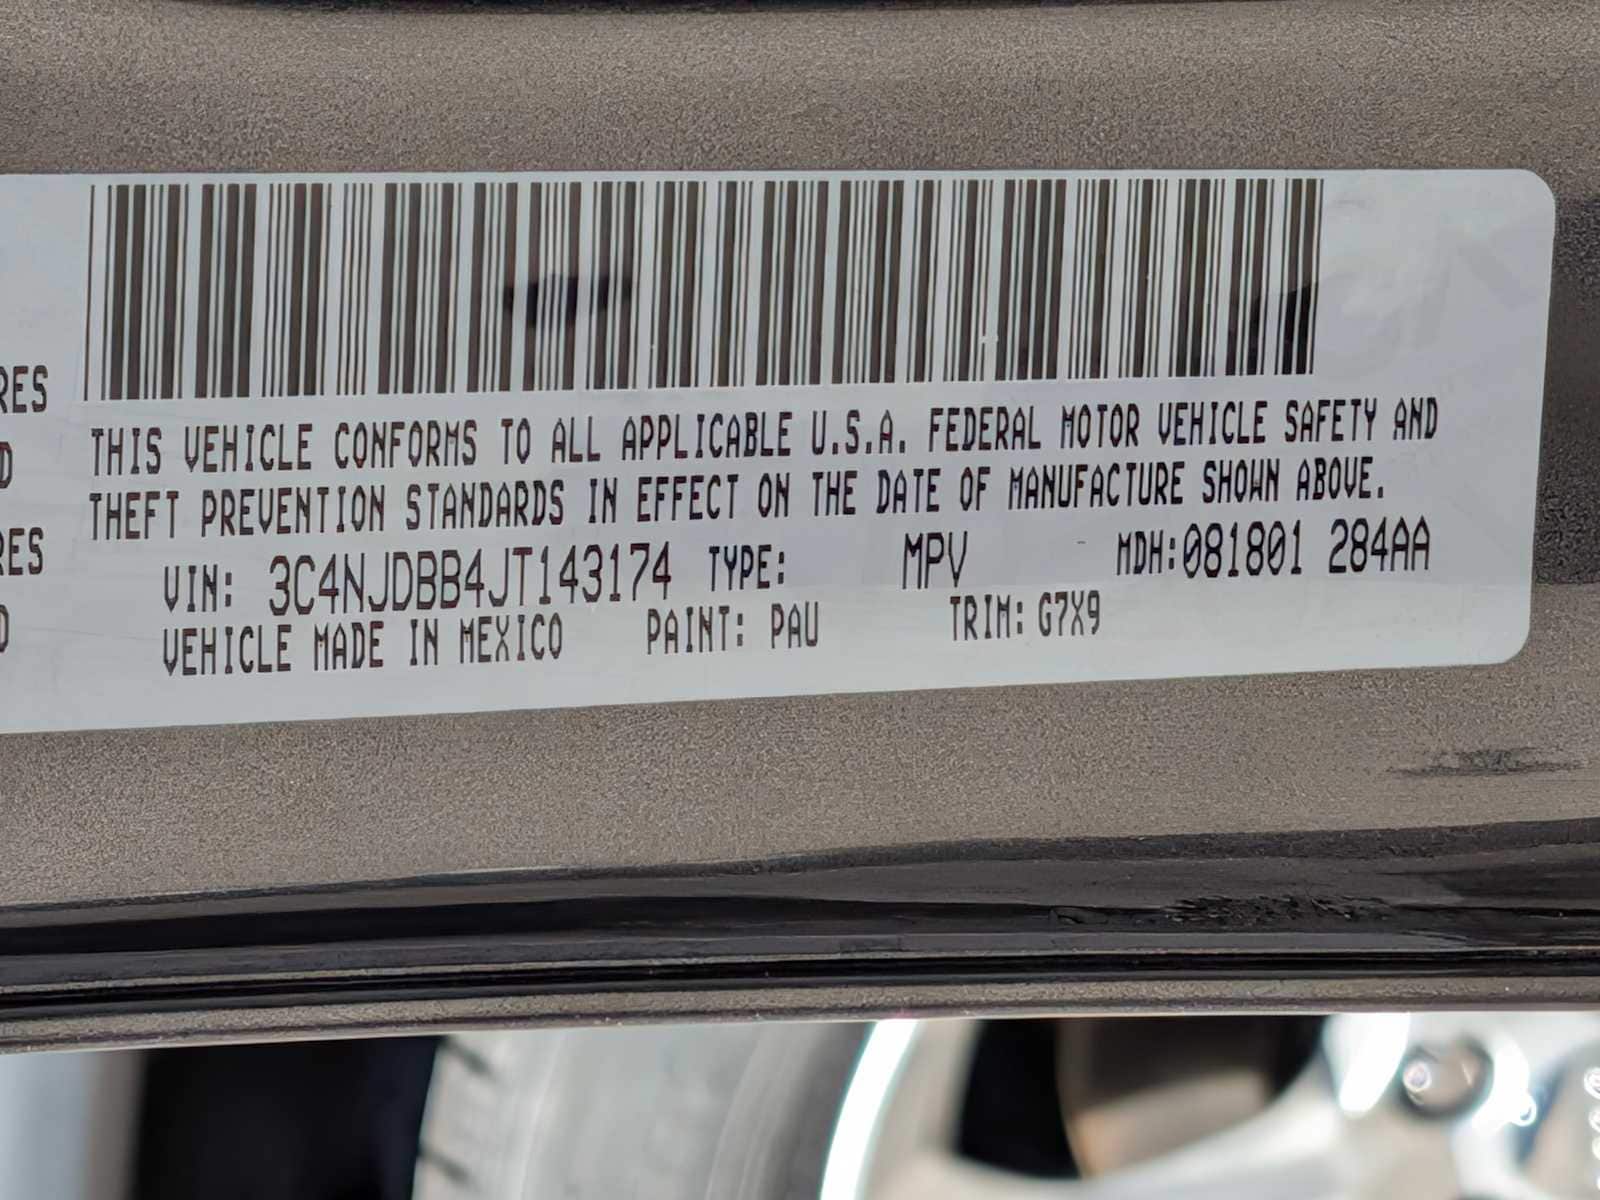 RES
D
RES
D
THIS VEHICLE CONFORMS TO ALL APPLICABLE U.S.A. FEDERAL MOTOR VEHICLE SAFETY AND
THEFT PREVENTION STANDARDS IN EFFECT ON THE DATE OF MANUFACTURE SHOWN ABOVE.
VIN: 3C4NJDBB4JT143174 TYPE: MPV MDH:081801 284AA
VEHICLE MADE IN MEXICO PAINT: PAU TRIM: G7X9